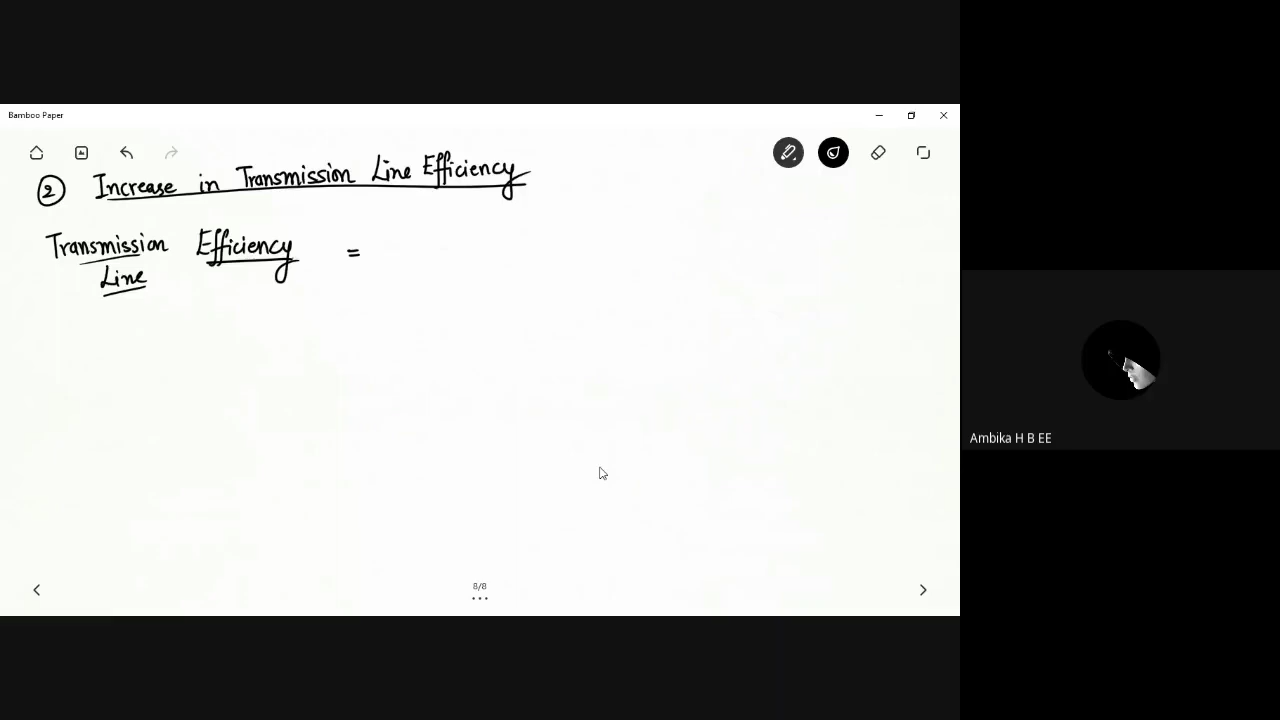 Bamboo Paper
② Increase in Transmission Line Efficiency
Transmission Efficiency =
Line
Ambika H B EE
8/8